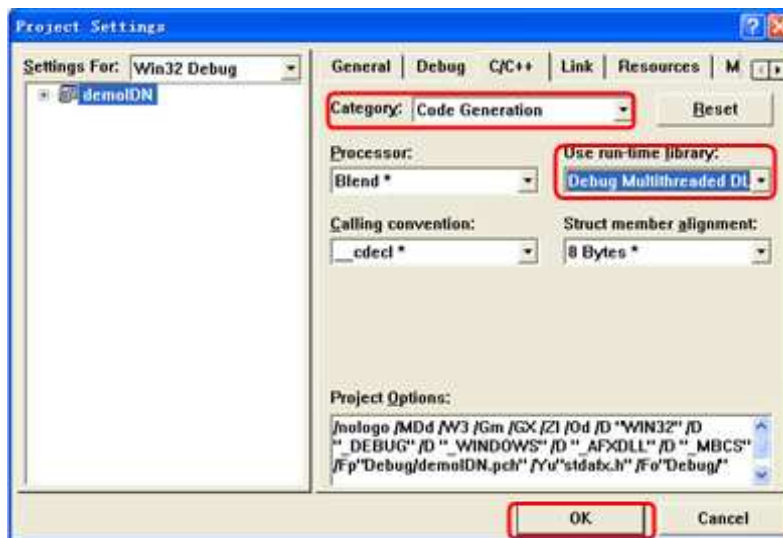 Project Settings
Settings For: Win32 Debug
demoIDN
General Debug C/C++ Link Resources M
Category: Code Generation
Reset
Processor:
Use run-time library:
Blend *
Debug Multithreaded DL
Calling convention:
Struct member alignment:
__cdecl *
8 Bytes *
Project Options:
/nologo /MDd /W3 /Gm /GX /ZI /Od /D "WIN32" /D
"_DEBUG" /D "_WINDOWS" /D "_AFXDLL" /D "_MBCS"
/Fp"Debug/demoIDN.pch" /Yu"stdafx.h" /Fo"Debug/"
OK
Cancel